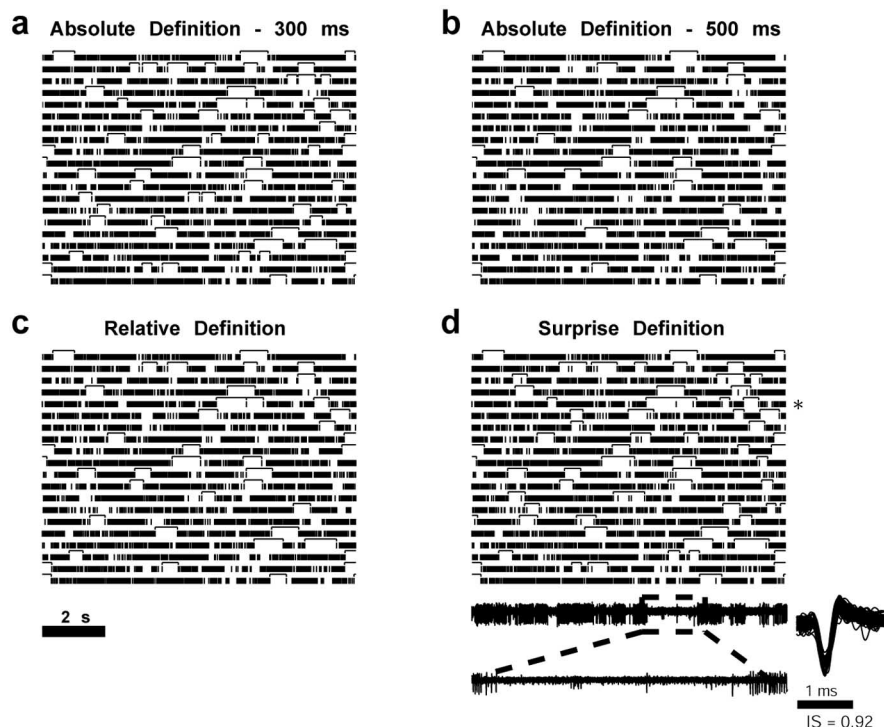 a Absolute Definition - 300 ms
b Absolute Definition - 500 ms
c Relative Definition
d Surprise Definition
*
2 s
1 ms
IS = 0.92